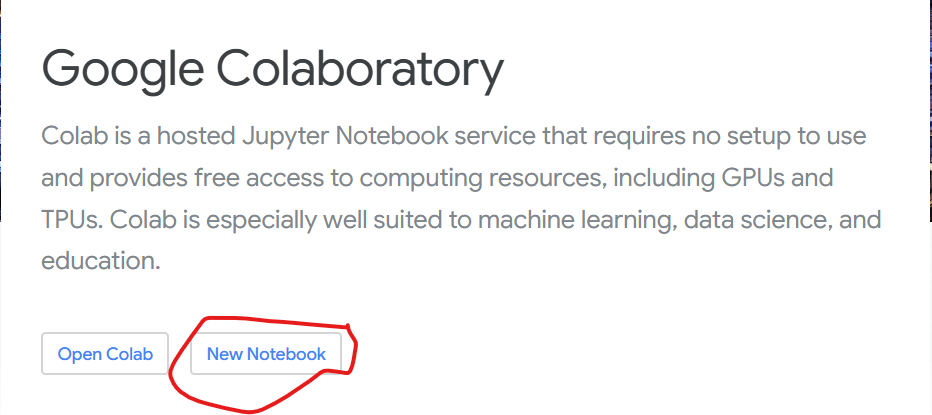 Google Colaboratory
Colab is a hosted Jupyter Notebook service that requires no setup to use
and provides free access to computing resources, including GPUs and
TPUs. Colab is especially well suited to machine learning, data science, and
education.
Open Colab
New Notebook